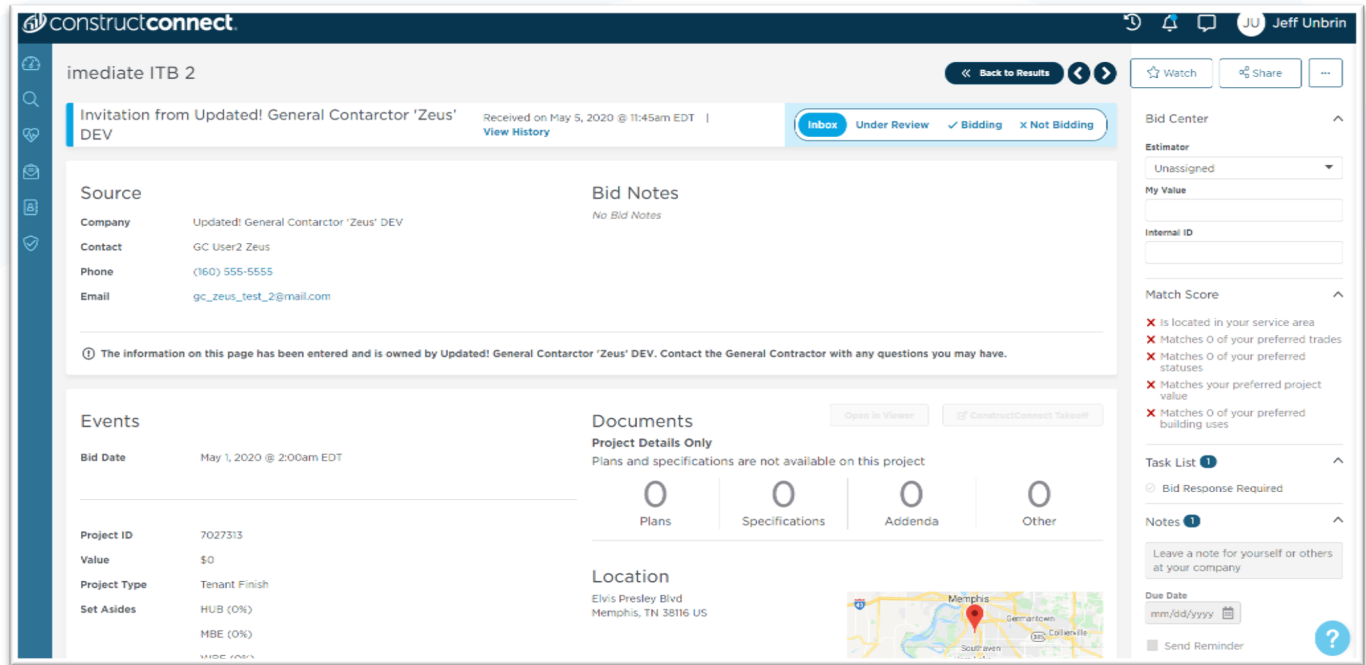 constructconnect.
JU Jeff Unbrin
imediate ITB 2
Back to Results
Watch
Share
...
Invitation from Updated! General Contarctor 'Zeus'
DEV
Received on May 5, 2020 @ 11:45am EDT |
View History
Inbox Under Review Bidding Not Bidding
Source
Company Updated! General Contarctor 'Zeus' DEV
Contact GC User2 Zeus
Phone (160) 555-5555
Email gc_zeus_test_2@mail.com
Bid Notes
No Bid Notes
The information on this page has been entered and is owned by Updated! General Contarctor 'Zeus' DEV. Contact the General Contractor with any questions you may have.
Events
Bid Date May 1, 2020 @ 2:00am EDT
Project ID 7027313
Value $0
Project Type Tenant Finish
Set Asides HUB (0%)
MBE (0%)
WBE (0%)
Documents
Open in Viewer
ConstructConnect Takeoff
Project Details Only
Plans and specifications are not available on this project
0 0 0 0
Plans Specifications Addenda Other
Location
Elvis Presley Blvd
Memphis, TN 38116 US
Memphis
Germantown
Collierville
Southaven
Bid Center
Estimator
Unassigned
My Value
Internal ID
Match Score
Is located in your service area
Matches 0 of your preferred trades
Matches 0 of your preferred
statuses
Matches your preferred project
value
Matches 0 of your preferred
building uses
Task List 1
Bid Response Required
Notes 1
Leave a note for yourself or others
at your company
Due Date
mm/dd/yyyy
Send Reminder
?